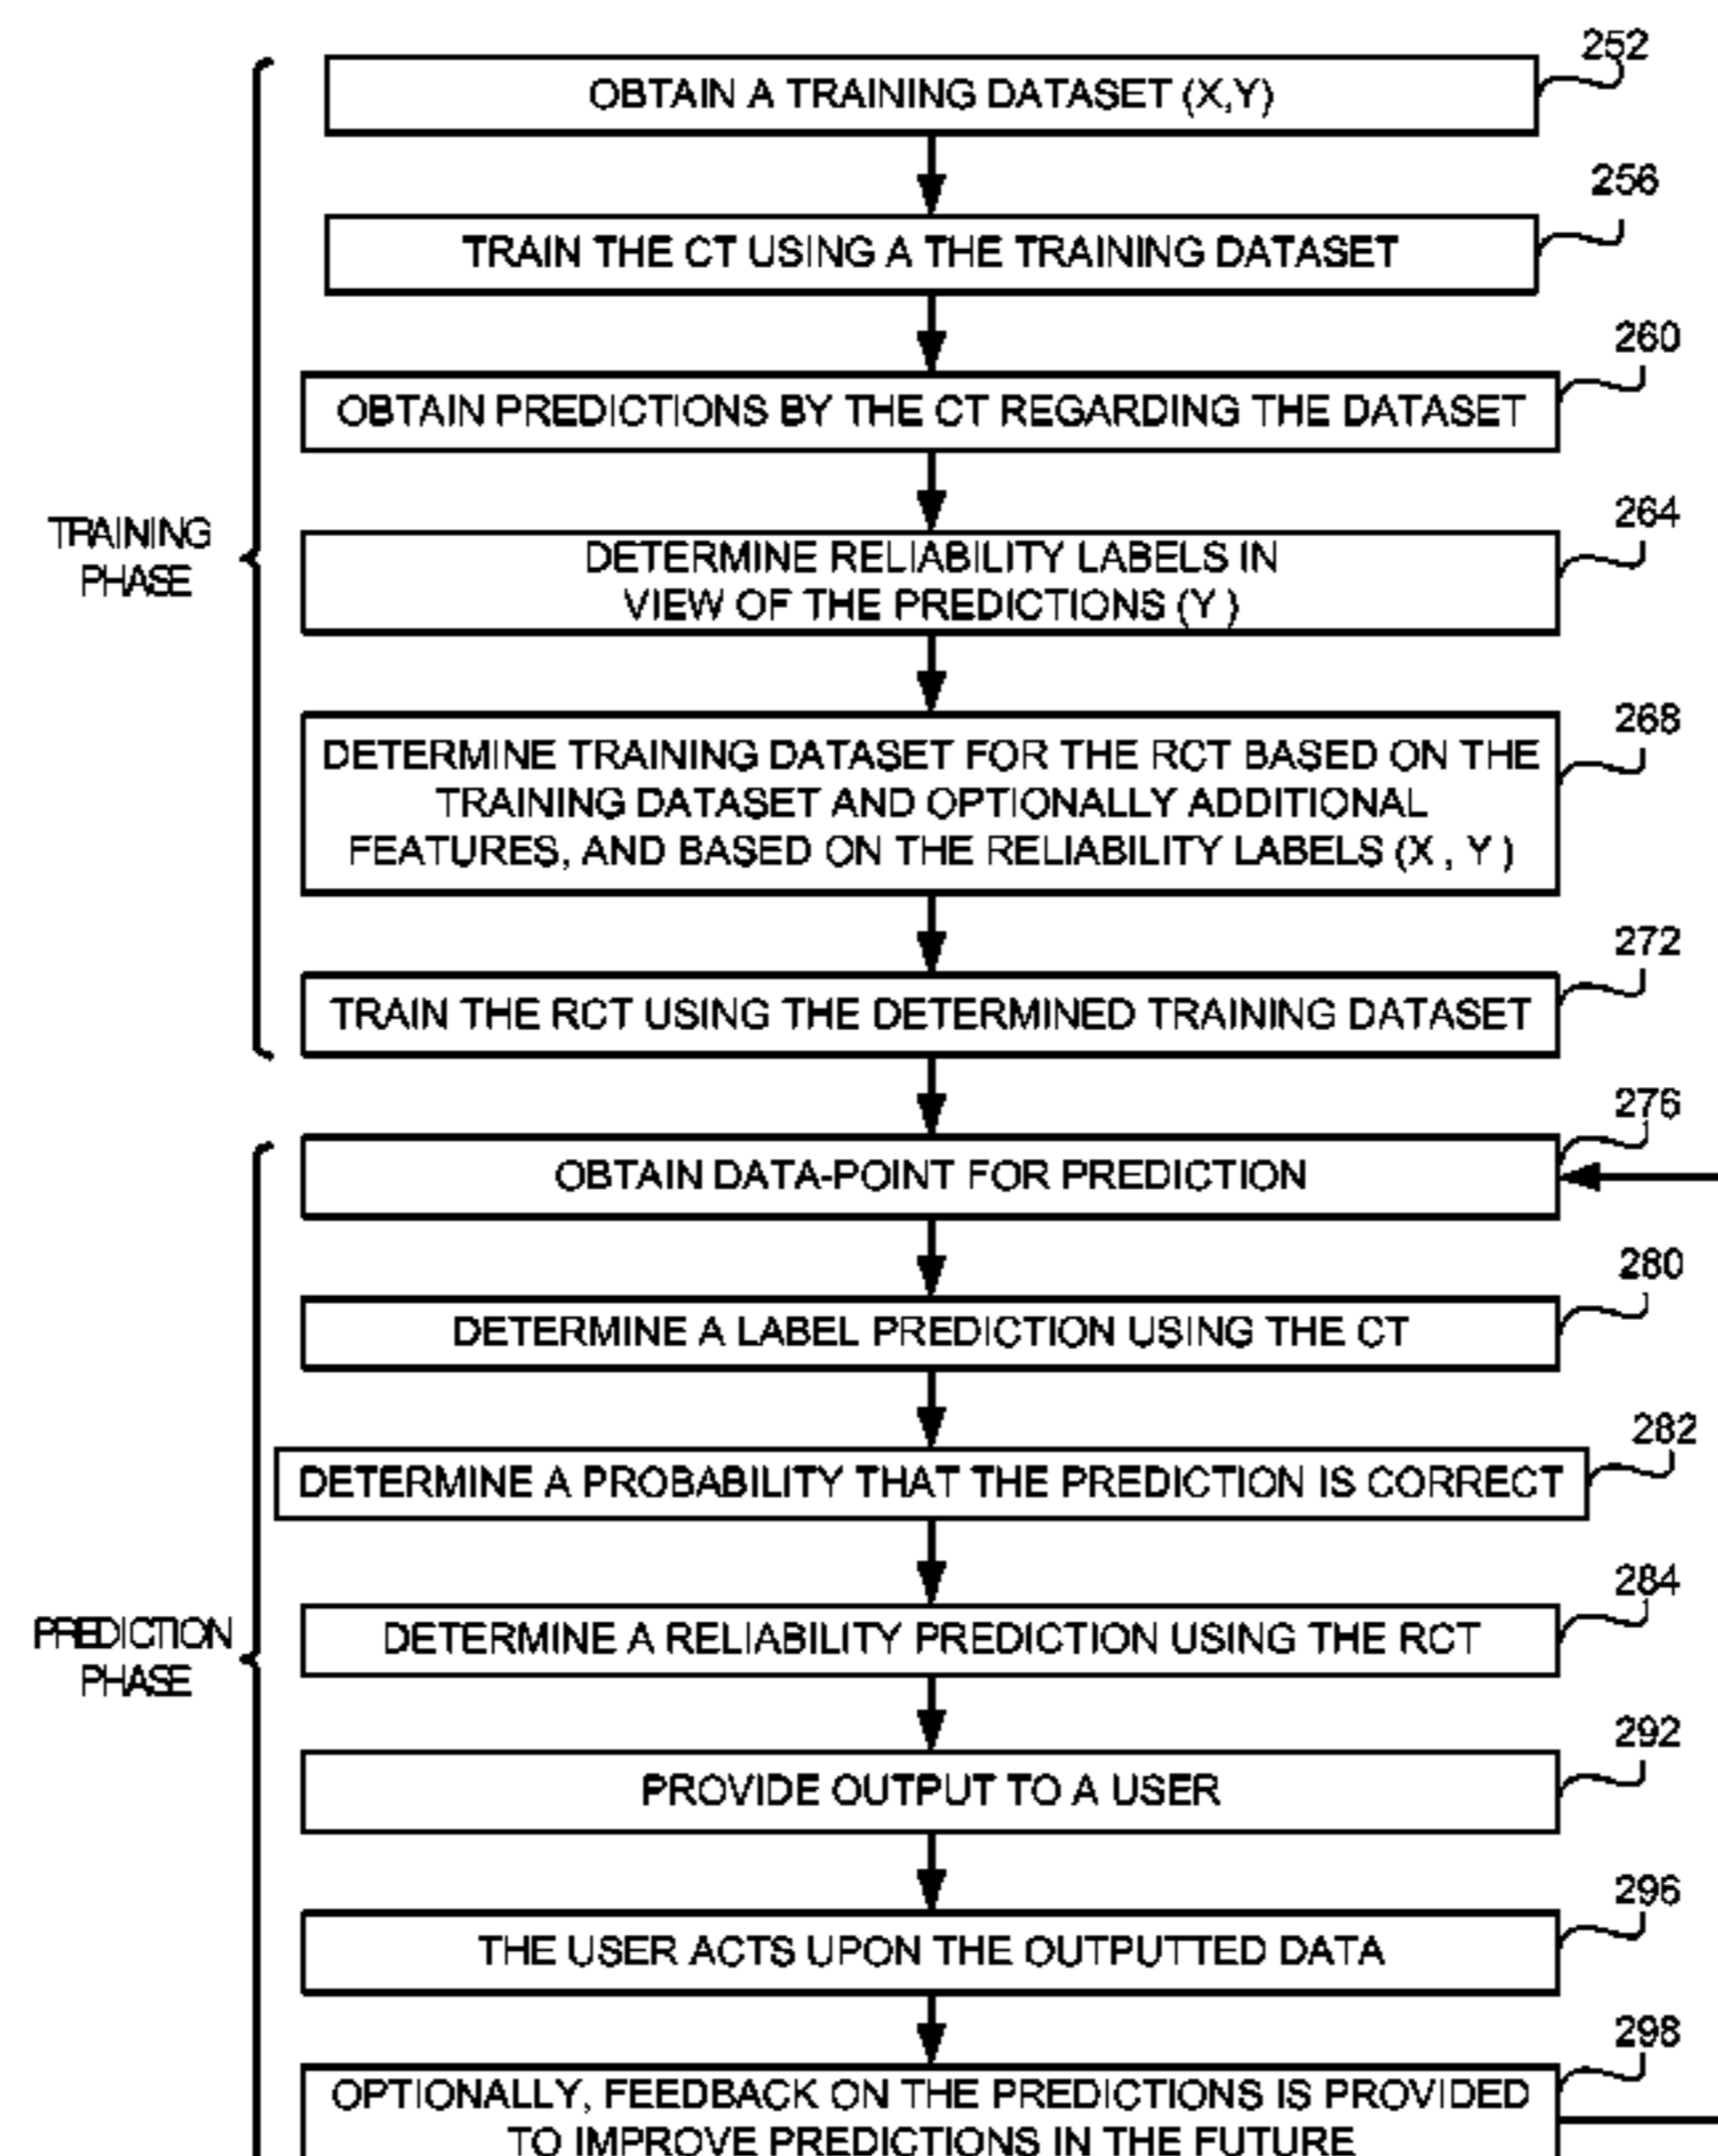 252
OBTAIN A TRAINING DATASET (X,Y)
256
TRAIN THE CT USING A THE TRAINING DATASET
260
OBTAIN PREDICTIONS BY THE CT REGARDING THE DATASET
264
DETERMINE RELIABILITY LABELS IN
VIEW OF THE PREDICTIONS (Y )
TRAINING
PHASE
268
DETERMINE TRAINING DATASET FOR THE RCT BASED ON THE
TRAINING DATASET AND OPTIONALLY ADDITIONAL
FEATURES, AND BASED ON THE RELIABILITY LABELS (X , Y )
272
TRAIN THE RCT USING THE DETERMINED TRAINING DATASET
276
OBTAIN DATA-POINT FOR PREDICTION
280
DETERMINE A LABEL PREDICTION USING THE CT
282
DETERMINE A PROBABILITY THAT THE PREDICTION IS CORRECT
284
DETERMINE A RELIABILITY PREDICTION USING THE RCT
PREDICTION
PHASE
292
PROVIDE OUTPUT TO A USER
296
THE USER ACTS UPON THE OUTPUTTED DATA
298
OPTIONALLY, FEEDBACK ON THE PREDICTIONS IS PROVIDED
TO IMPROVE PREDICTIONS IN THE FUTURE